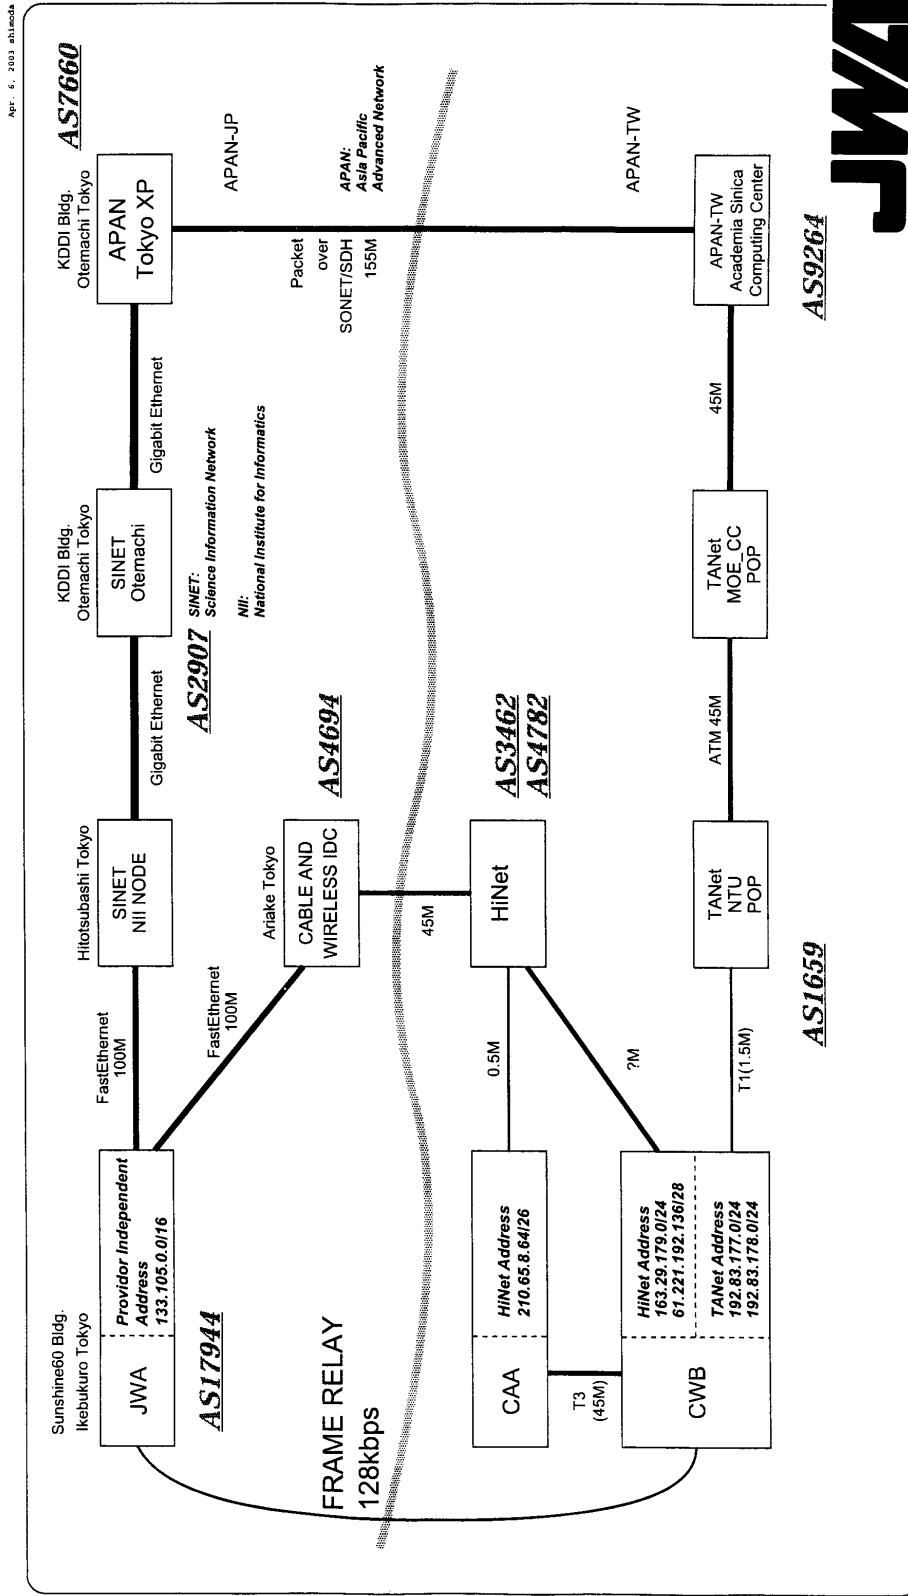 Apr. 6, 2003 shimoda
Sunshine60 Bldg.
Ikebukuro Tokyo
JWA
Providor Independent
Address
133.105.0.0/16
AS17944
FastEthernet
100M
Hitotsubashi Tokyo
SINET
NII NODE
Gigabit Ethernet
KDDI Bldg.
Otemachi Tokyo
SINET
Otemachi
Gigabit Ethernet
KDDI Bldg.
Otemachi Tokyo
APAN
Tokyo XP
AS7660
AS2907
SINET:
Science Information Network
NII:
National Institute for Informatics
APAN-JP
FastEthernet
100M
Ariake Tokyo
CABLE AND
WIRELESS IDC
AS4694
Packet
over
SONET/SDH
155M
APAN:
Asia Pacific
Advanced Network
FRAME RELAY
128kbps
45M
CAA
HiNet Address
210.65.8.64/26
0.5M
HiNet
AS3462
AS4782
T3
(45M)
?M
APAN-TW
CWB
HiNet Address
163.29.179.0/24
61.221.192.136/28
TANet Address
192.83.177.0/24
192.83.178.0/24
T1(1.5M)
TANet
NTU
POP
ATM 45M
TANet
MOE_CC
POP
45M
APAN-TW
Academia Sinica
Computing Center
AS1659
AS9264
JWA